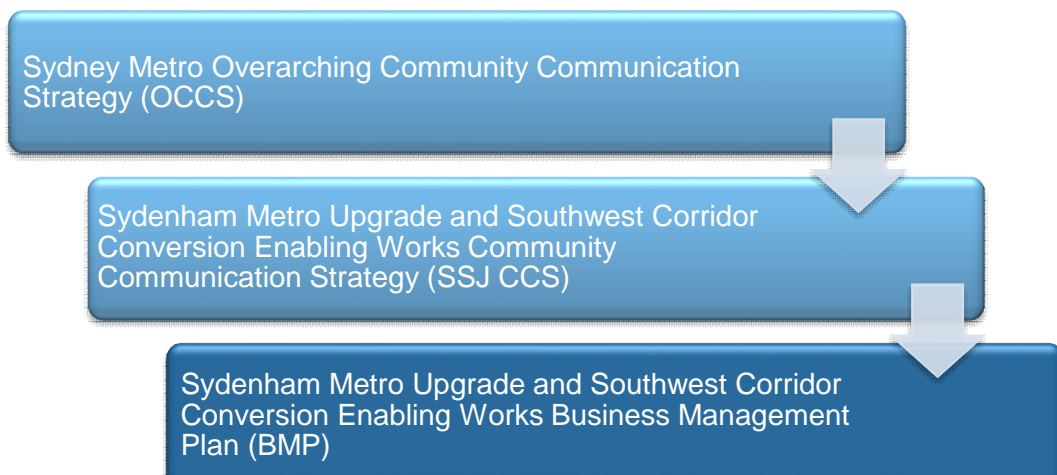 Sydney Metro Overarching Community Communication
Strategy (OCCS)
Sydenham Metro Upgrade and Southwest Corridor
Conversion Enabling Works Community
Communication Strategy (SSJ CCS)
Sydenham Metro Upgrade and Southwest Corridor
Conversion Enabling Works Business Management
Plan (BMP)